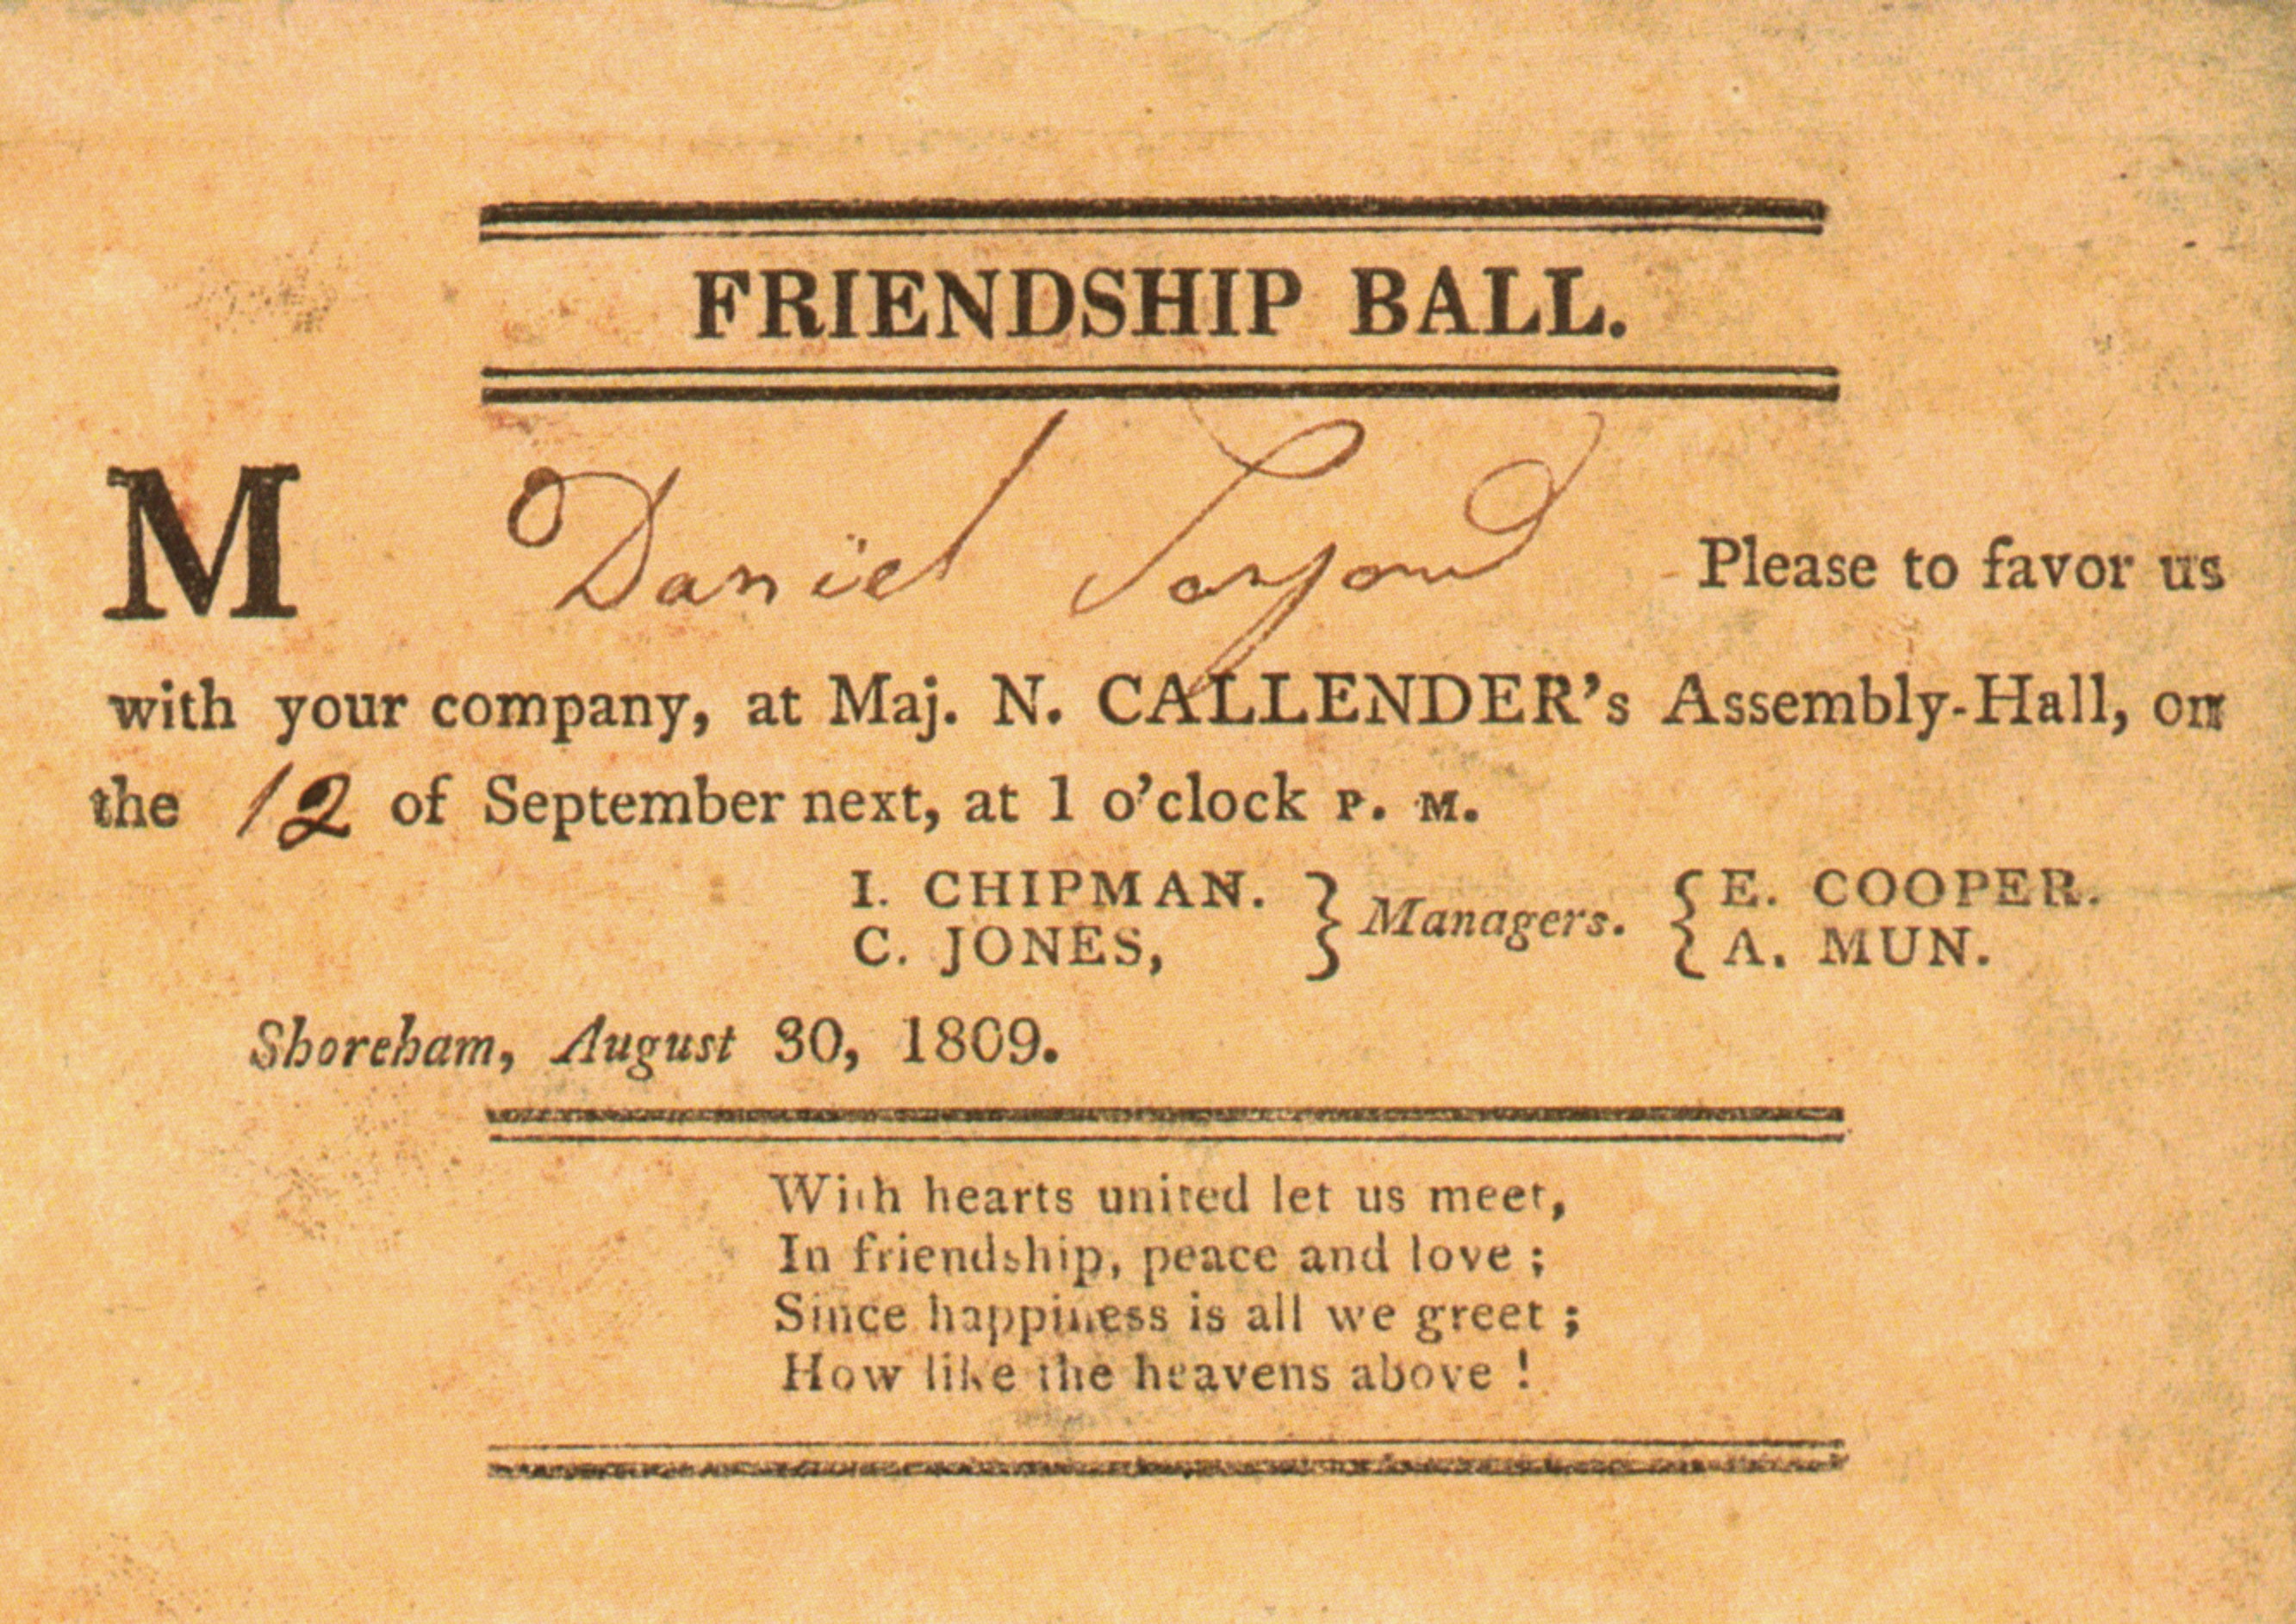 FRIENDSHIP BALL.
M Daniel Please to favor us
with your company, at Maj. N. CALLENDER's Assembly-Hall, on
the 12 of September next, at 1 o'clock P. M.
I. CHIPMAN. } Managers. { E. COOPER.
C. JONES, A. MUN.
Shoreham, August 30, 1809.
With hearts united let us meet,
In friendship, peace and love ;
Since happiness is all we greet ;
How like the heavens above !